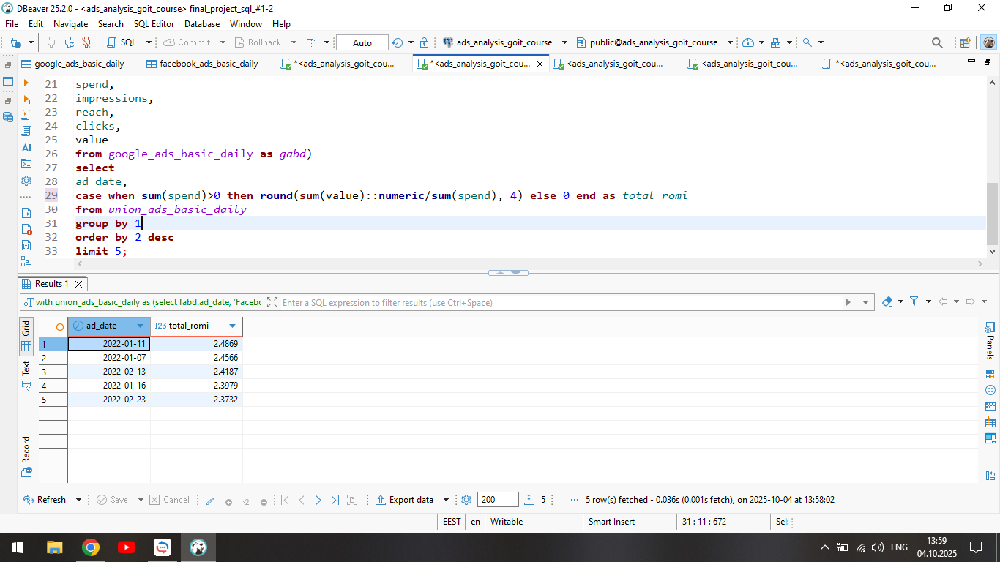 DBeaver 25.2.0 - <ads_analysis_goit_course> final_project_sql_#1-2
File Edit Navigate Search SQL Editor Database Window Help
SQL Commit Rollback T Auto ads_analysis_goit_course public@ads_analysis_goit_course
google_ads_basic_daily facebook_ads_basic_daily *<ads_analysis_goit_cou... *<ads_analysis_goit_cou... <ads_analysis_goit_cou... <ads_analysis_goit_cou... *<ads_analysis_goit_cou...
21 spend,
22 impressions,
23 reach,
24 clicks,
25 value
26 from google_ads_basic_daily as gabd)
27 select
28 ad_date,
29 case when sum(spend)>0 then round(sum(value)::numeric/sum(spend), 4) else 0 end as total_romi
30 from union_ads_basic_daily
31 group by 1
32 order by 2 desc
33 limit 5;
AI
Results 1
with union_ads_basic_daily as (select fabd.ad_date, 'Facebo Enter a SQL expression to filter results (use Ctrl+Space)
Grid
Text
Record
Panels
ad_date 123 total_romi
1 2022-01-11 2.4869
2 2022-01-07 2.4566
3 2022-02-13 2.4187
4 2022-01-16 2.3979
5 2022-02-23 2.3732
Refresh Save Cancel Export data 200 5 ... 5 row(s) fetched - 0.036s (0.001s fetch), on 2025-10-04 at 13:58:02
EEST en Writable Smart Insert 31 : 11 : 672 Sel:
ENG 13:59
04.10.2025